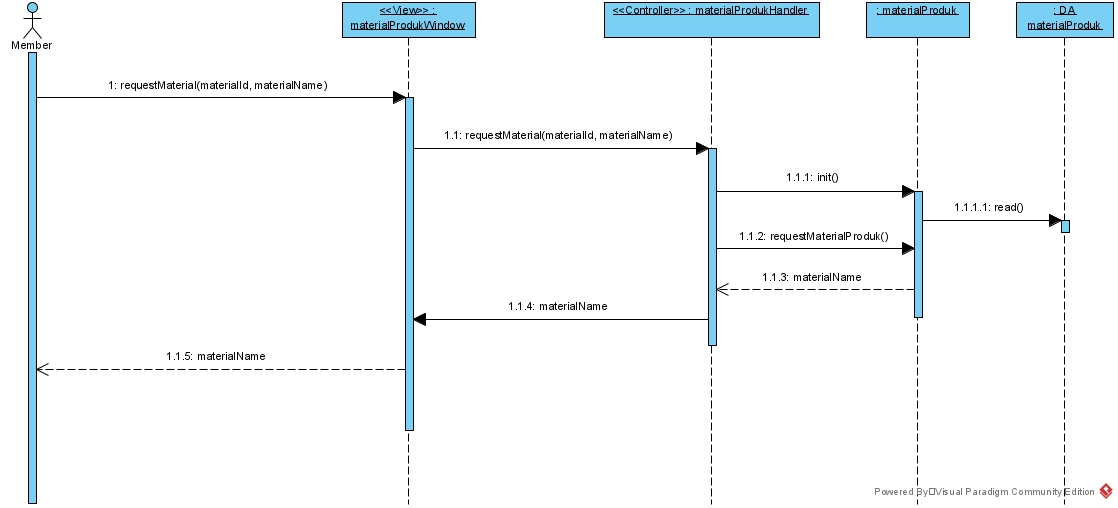 <<View>> :
materialProdukWindow
<<Controller>> : materialProdukHandler
: materialProduk
: DA
materialProduk
Member
1: requestMaterial(materialId, materialName)
1.1: requestMaterial(materialId, materialName)
1.1.1: init()
1.1.1.1: read()
1.1.2: requestMaterialProduk()
1.1.3: materialName
1.1.4: materialName
1.1.5: materialName
Powered By Visual Paradigm Community Edition